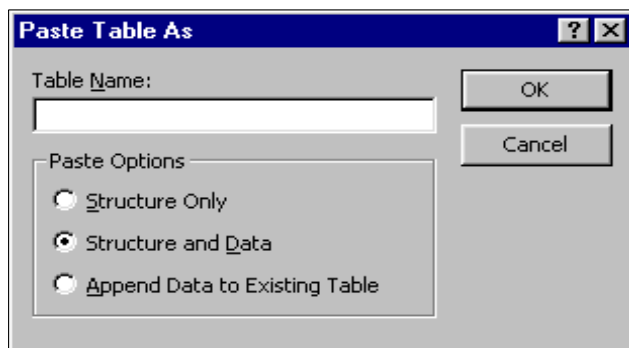 Paste Table As
?
Table Name:
OK
Cancel
Paste Options
Structure Only
Structure and Data
Append Data to Existing Table